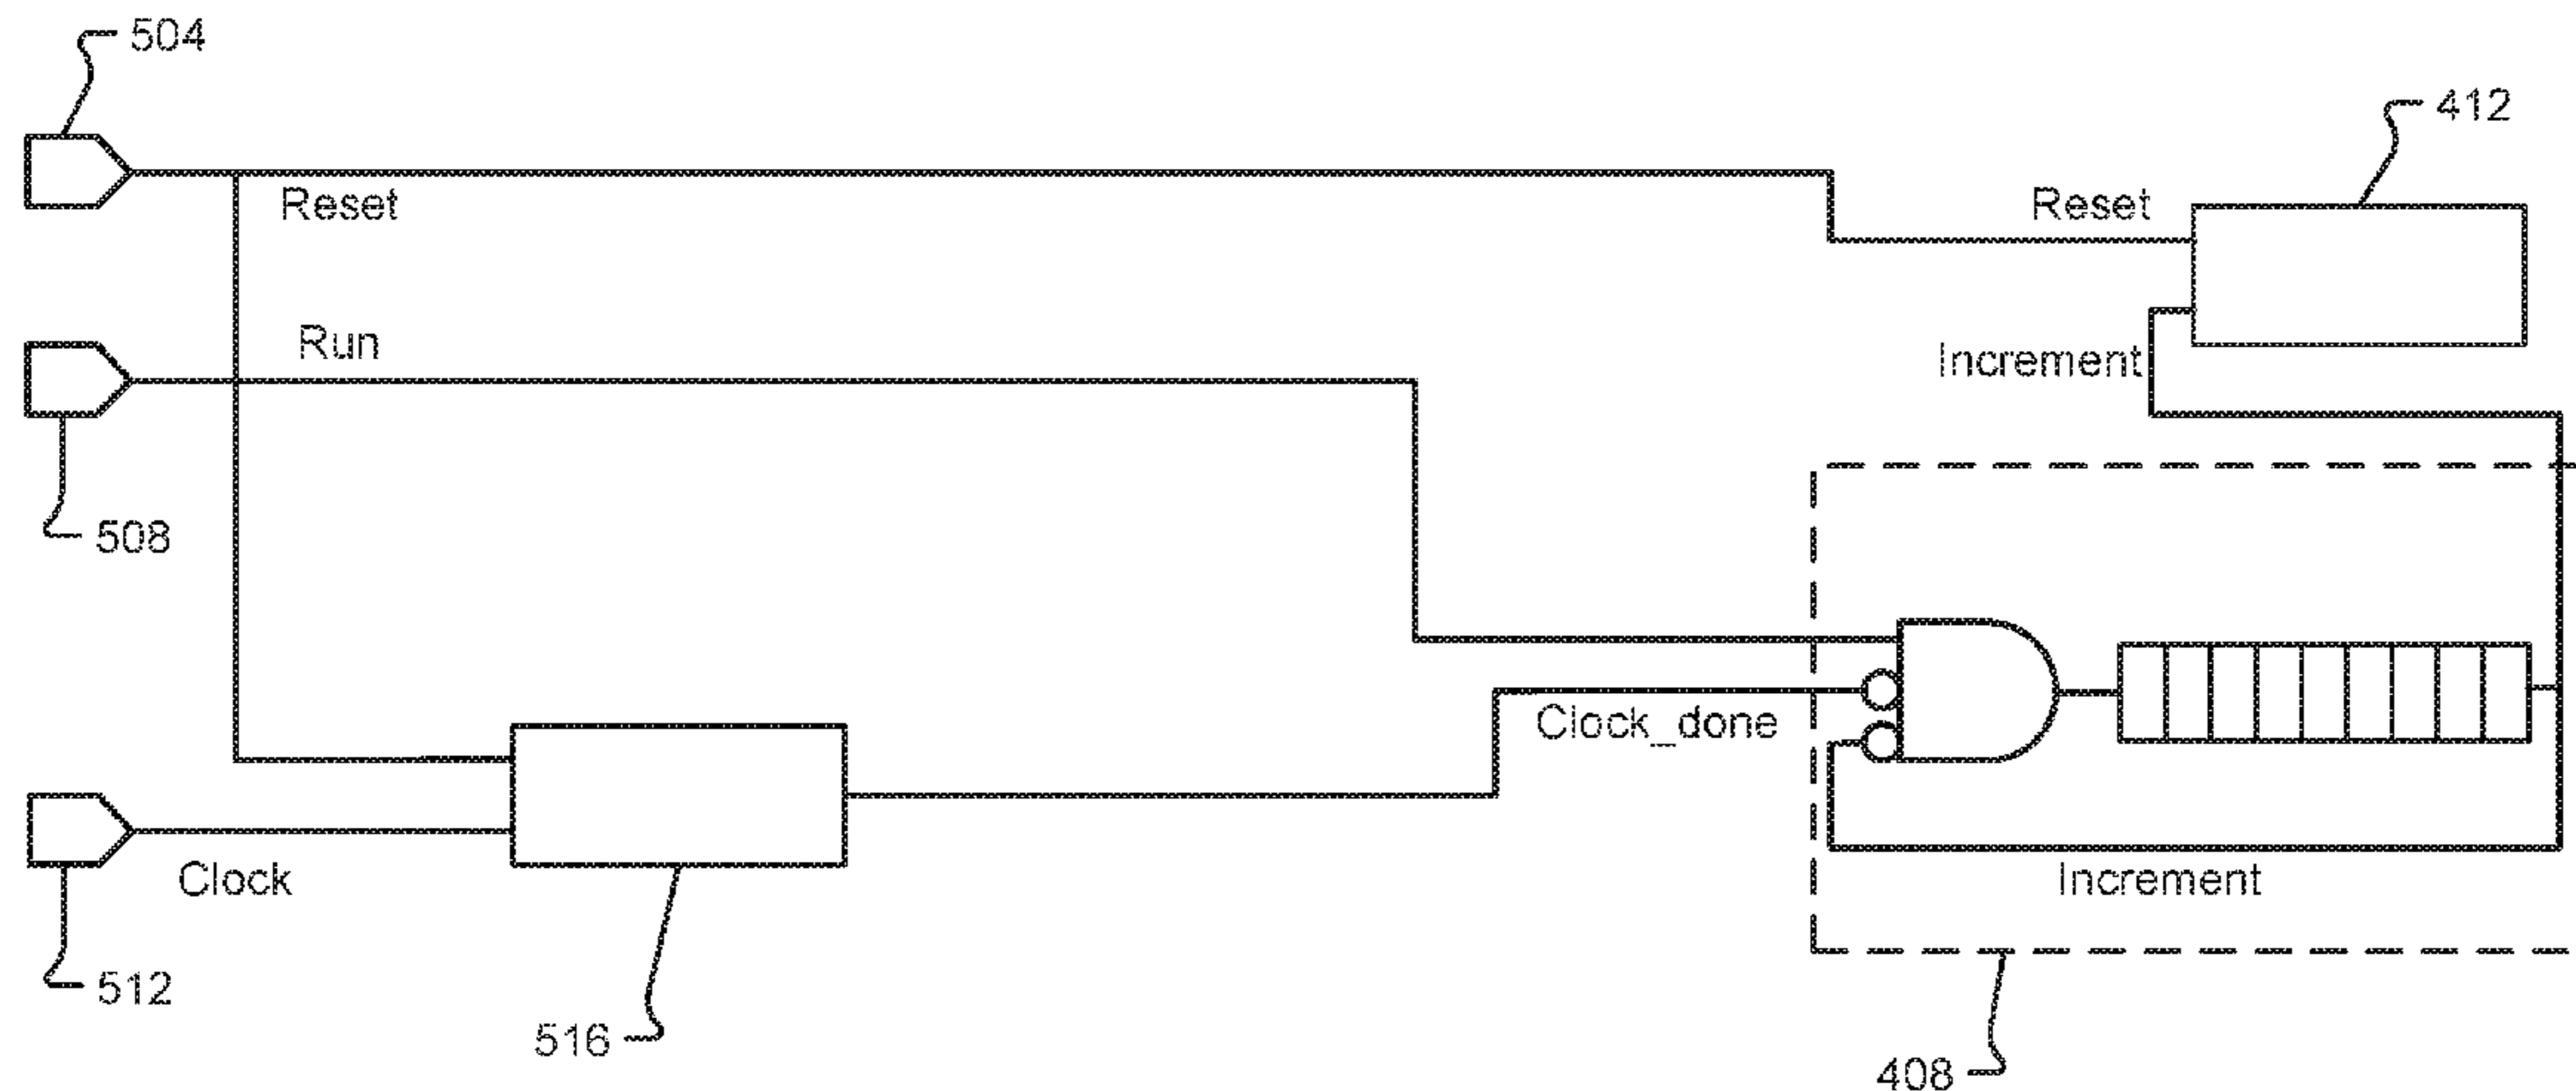 504
412
Reset
Reset
Run
Increment
508
Clock_done
Clock
Increment
512
516
408